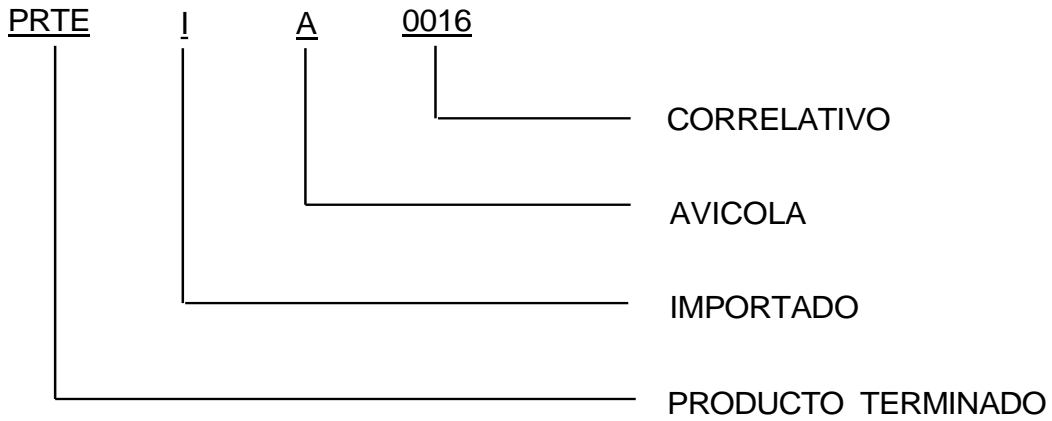 PRTE I A 0016
CORRELATIVO
AVICOLA
IMPORTADO
PRODUCTO TERMINADO